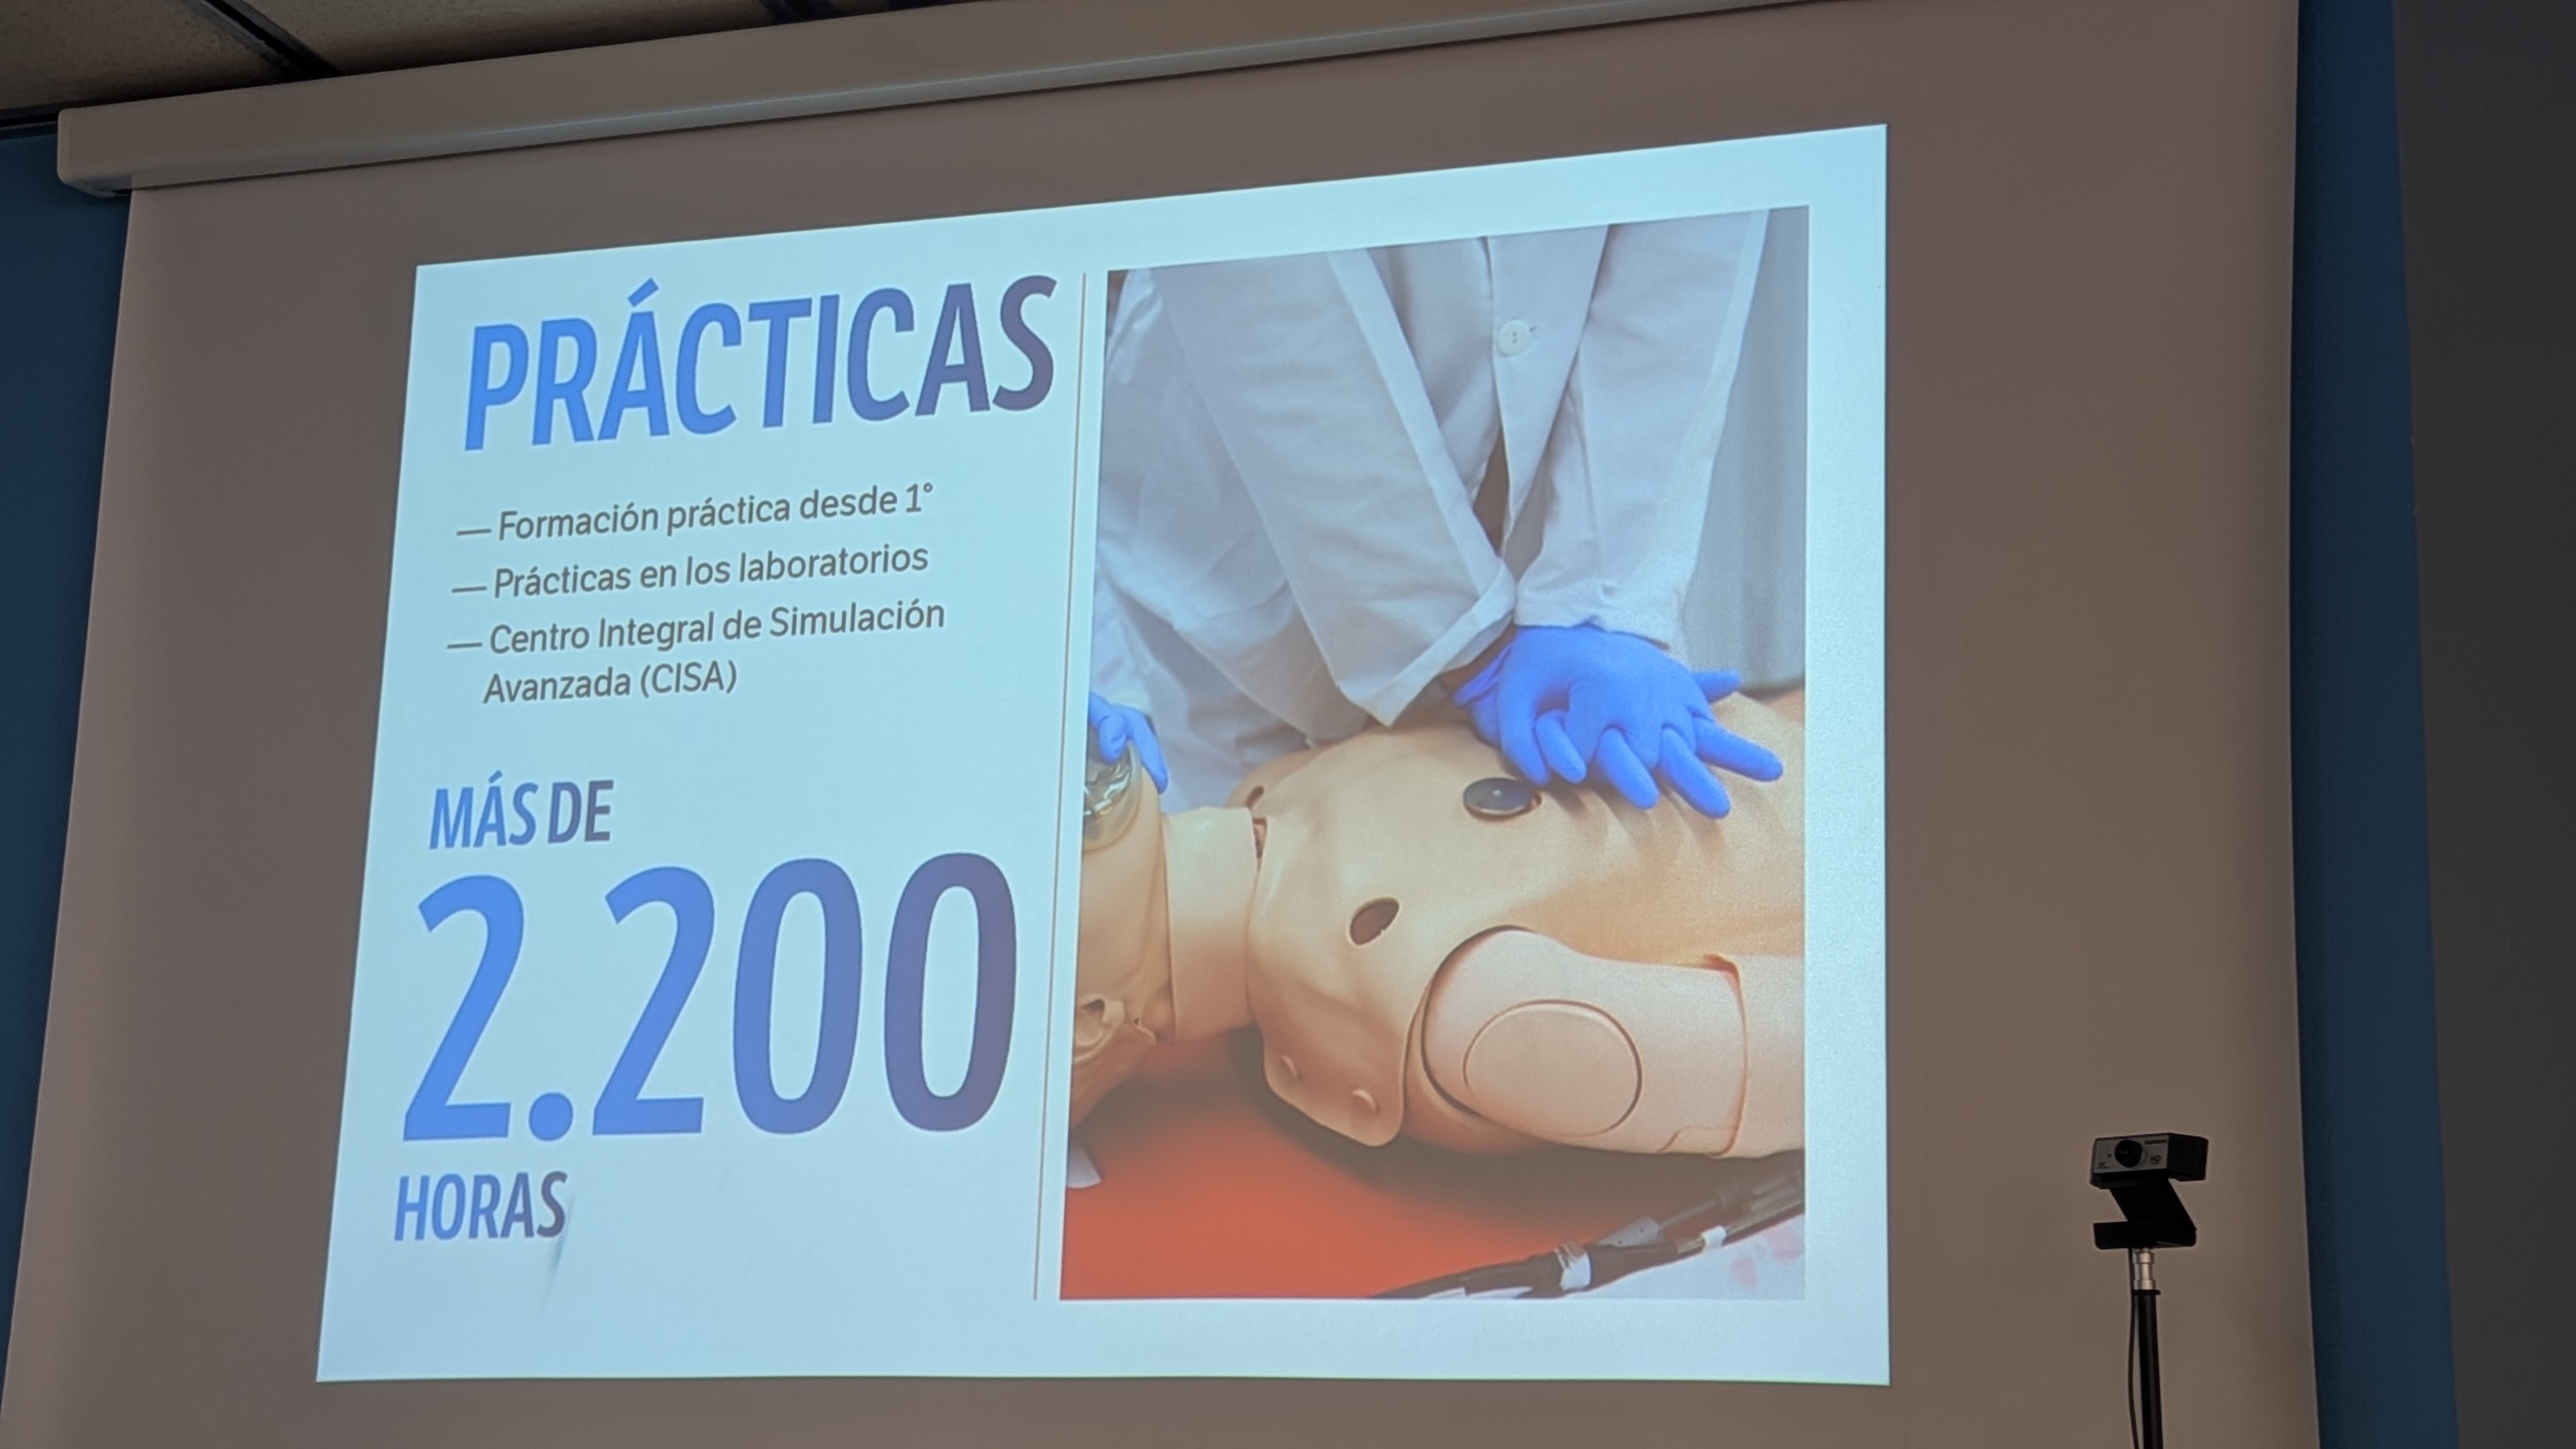 PRÁCTICAS
— Formación práctica desde 1°
— Prácticas en los laboratorios
— Centro Integral de Simulación
Avanzada (CISA)
MÁS DE
2.200
HORAS